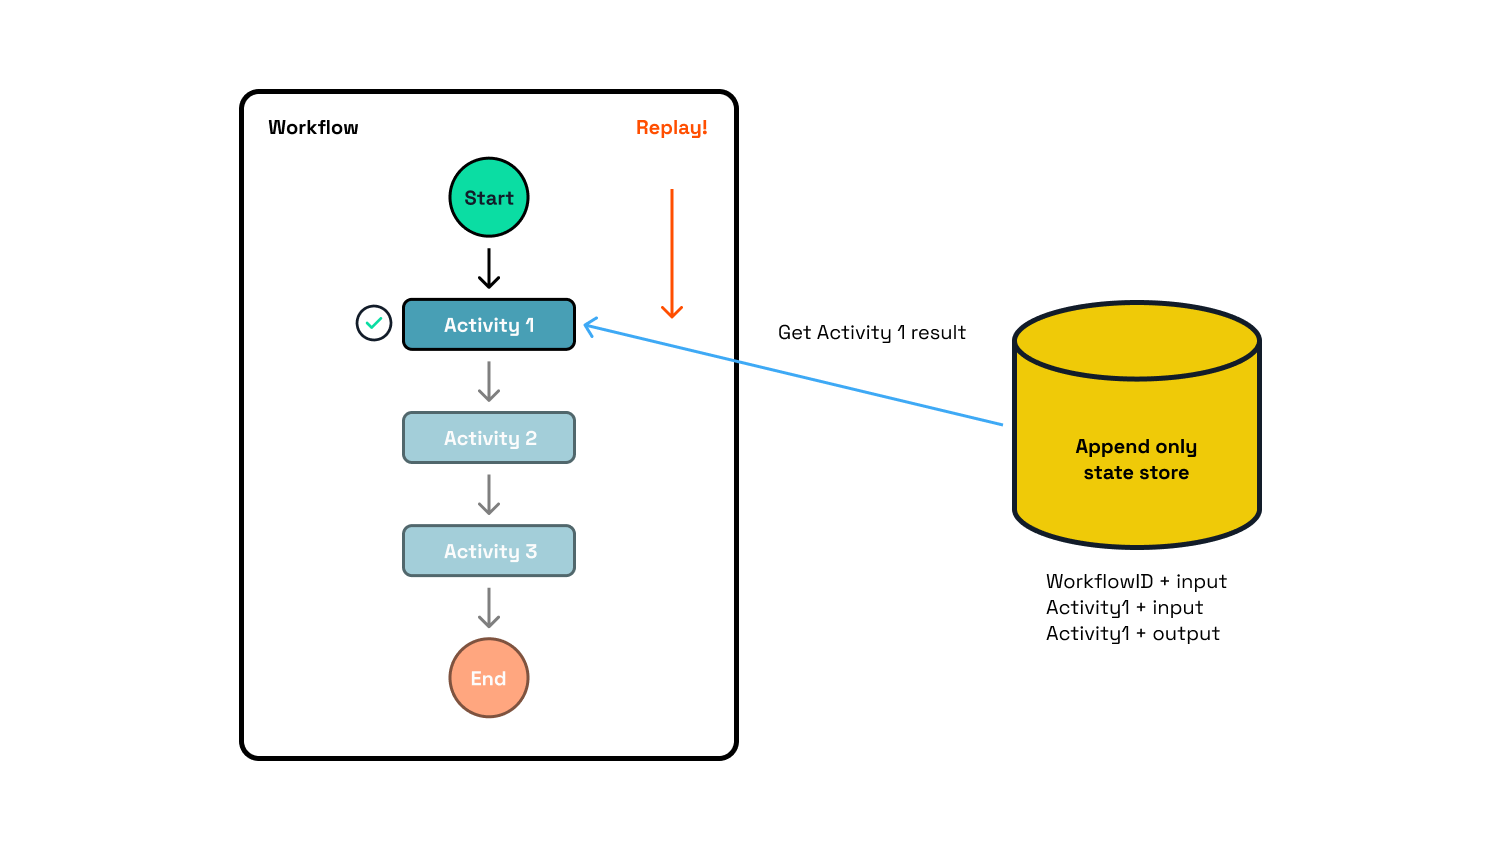 Workflow
Replay!
Start
Activity 1
Get Activity 1 result
Activity 2
Append only
state store
Activity 3
WorkflowID + input
Activity1 + input
Activity1 + output
End